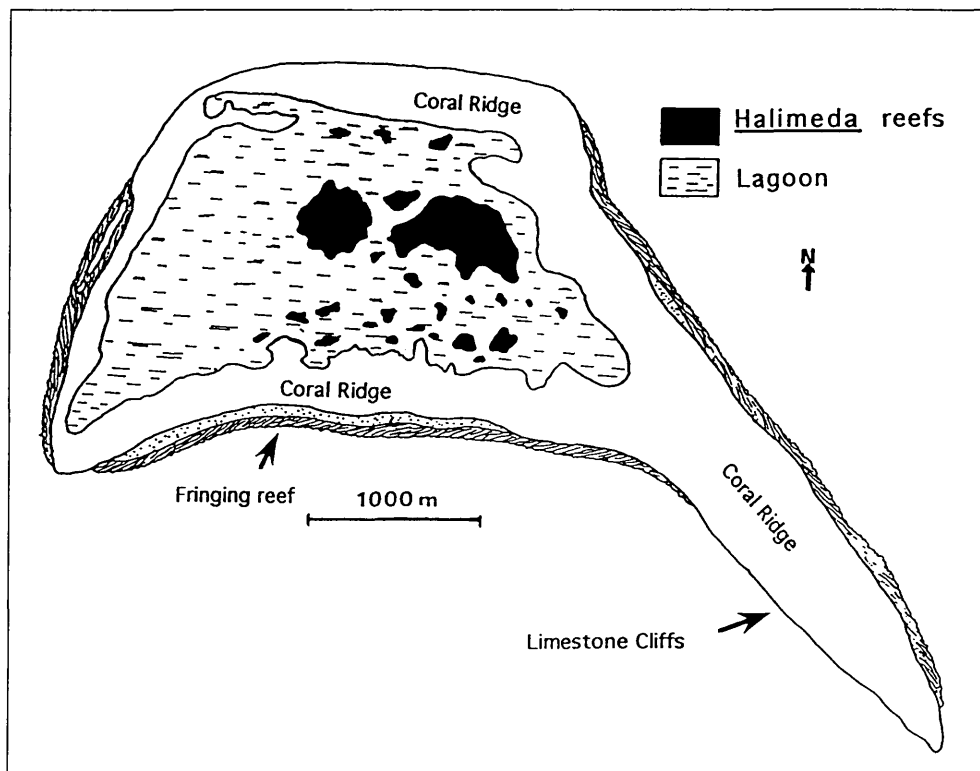 Coral Ridge
Halimeda reefs
Lagoon
N
Coral Ridge
Fringing reef
1000 m
Coral Ridge
Limestone Cliffs